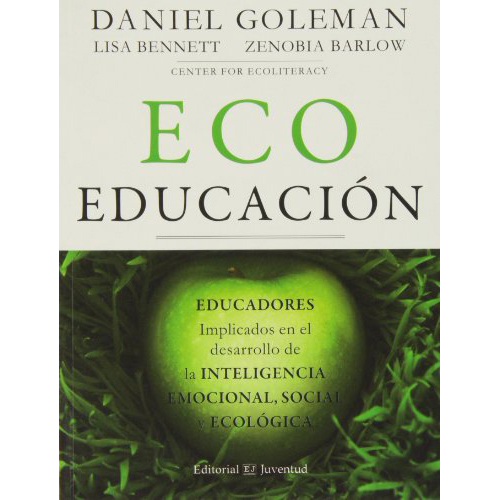 DANIEL GOLEMAN
LISA BENNETT ZENOBIA BARLOW
CENTER FOR ECOLITERACY
ECO
EDUCACIÓN
EDUCADORES
Implicados en el
desarrollo de
la INTELIGENCIA
EMOCIONAL, SOCIAL
y ECOLÓGICA
Editorial EJ Juventud